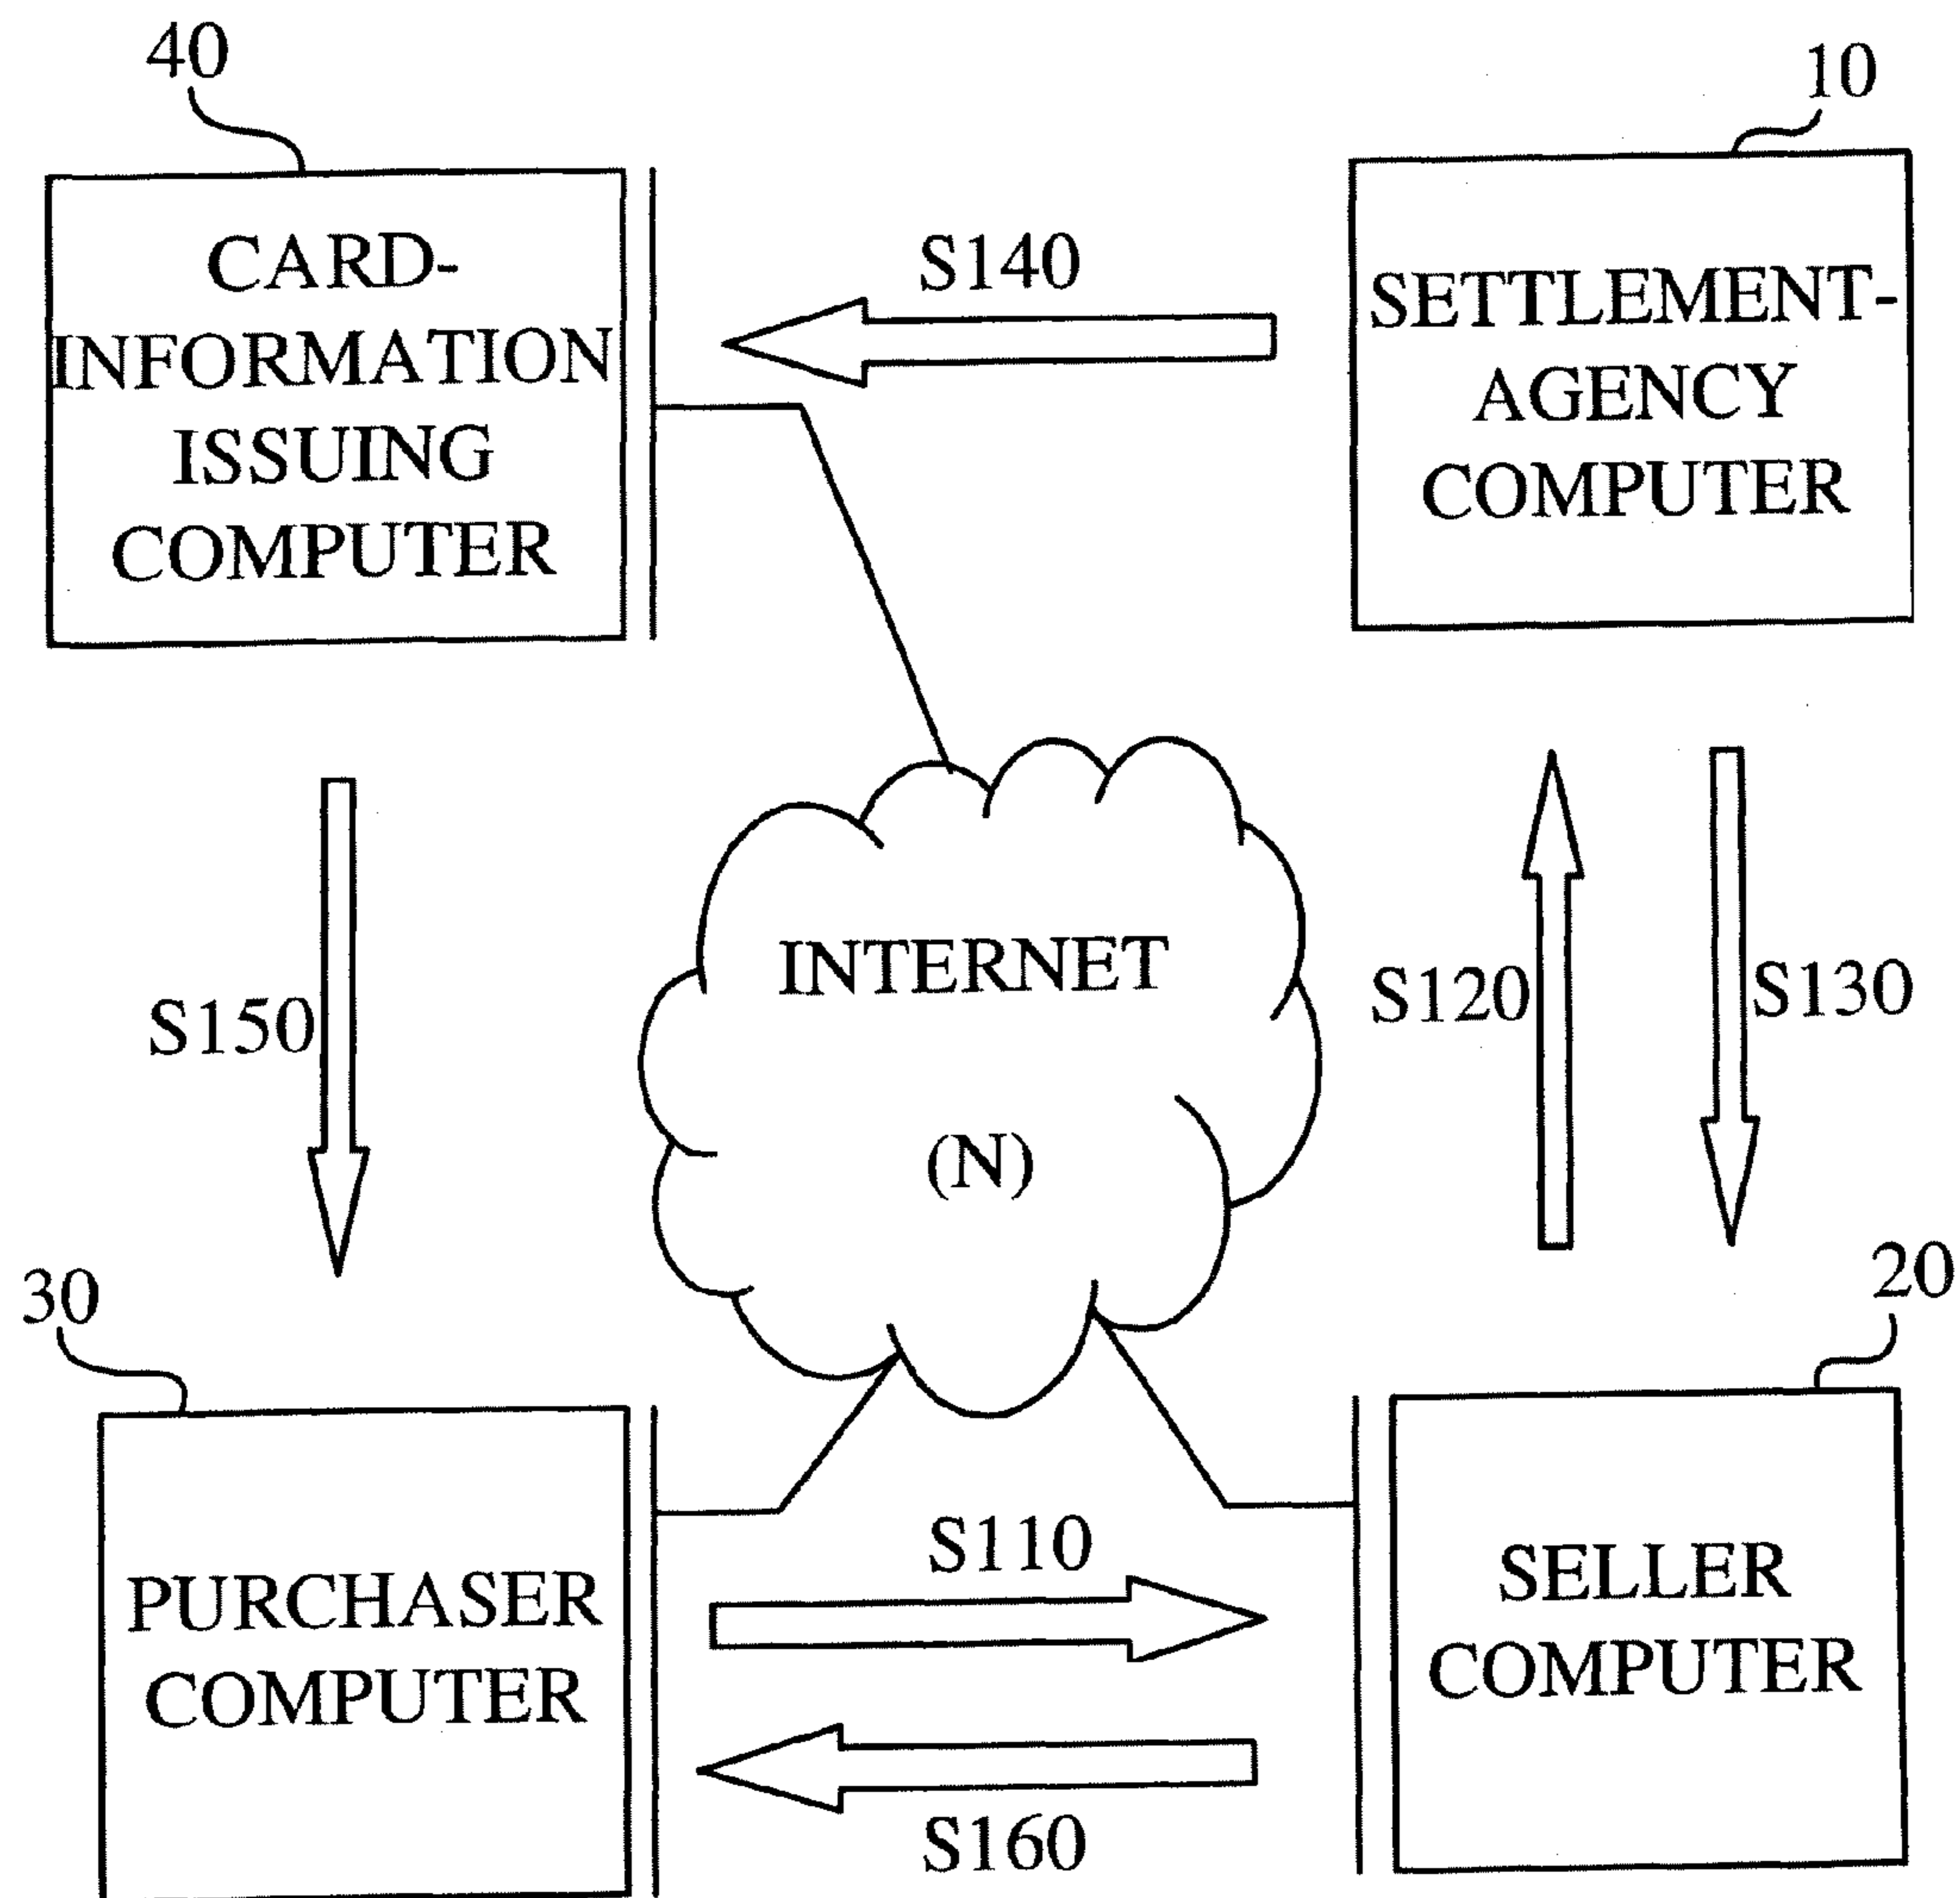 40
10
CARD-
INFORMATION
ISSUING
COMPUTER
S140
SETTLEMENT-
AGENCY
COMPUTER
INTERNET
(N)
S150
S120
S130
30
20
PURCHASER
COMPUTER
S110
S160
SELLER
COMPUTER